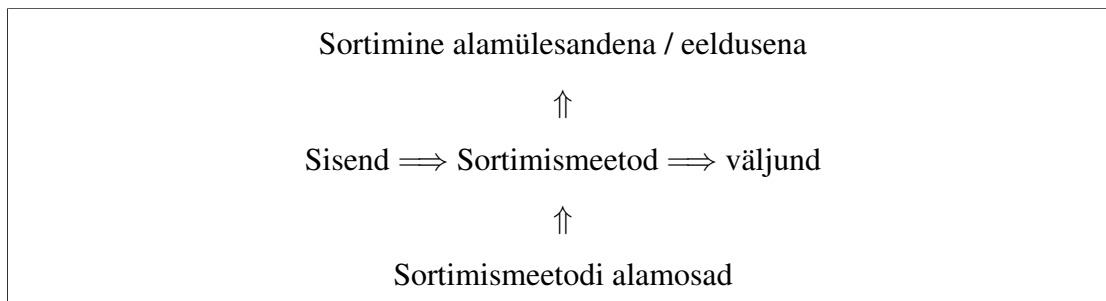 Sortimine alamülesandena / eeldusena
⇑
Sisend ⟹ Sortimismeetod ⟹ väljund
⇑
Sortimismeetodi alamosad